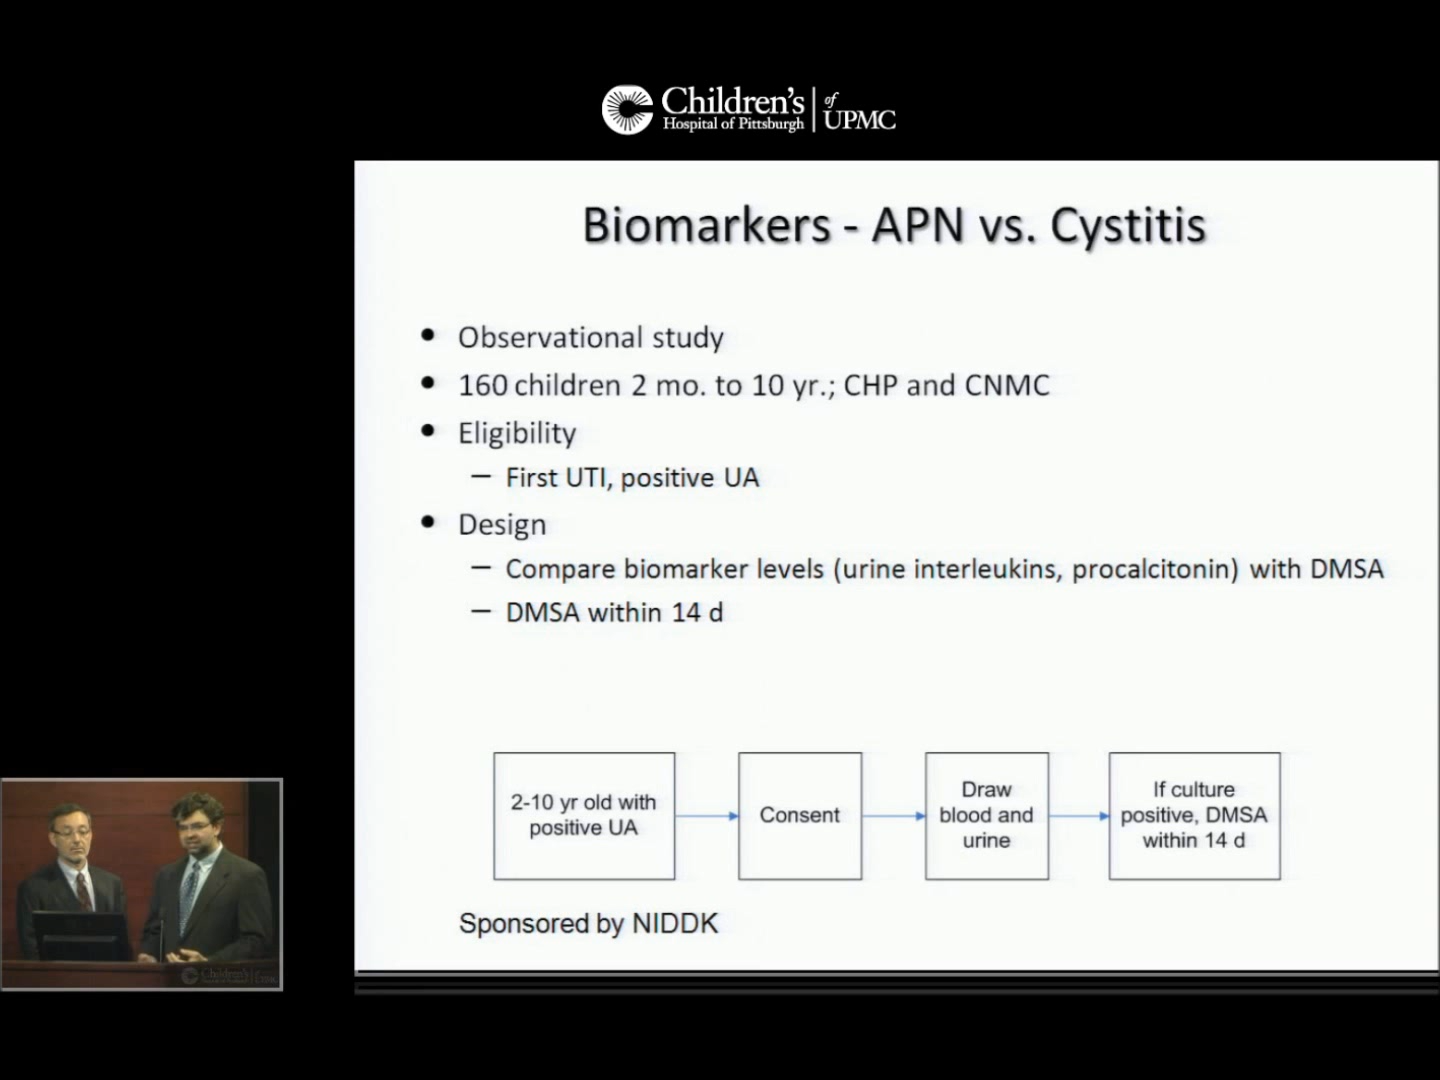 Children's
Hospital of Pittsburgh
of
UPMC
Biomarkers - APN vs. Cystitis
• Observational study
• 160 children 2 mo. to 10 yr.; CHP and CNMC
• Eligibility
– First UTI, positive UA
• Design
– Compare biomarker levels (urine interleukins, procalcitonin) with DMSA
– DMSA within 14 d
2-10 yr old with
positive UA
Consent
Draw
blood and
urine
If culture
positive, DMSA
within 14 d
Sponsored by NIDDK
Children's